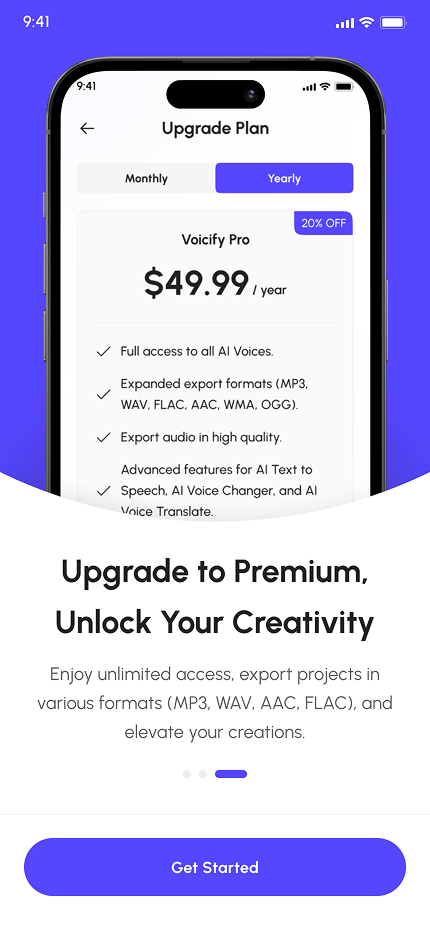 9:41
9:41
Upgrade Plan
Monthly
Yearly
20% OFF
Voicify Pro
$49.99 / year
Full access to all AI Voices.
Expanded export formats (MP3,
WAV, FLAC, AAC, WMA, OGG).
Export audio in high quality.
Advanced features for AI Text to
Speech, AI Voice Changer, and AI
Voice Translate.
Upgrade to Premium,
Unlock Your Creativity
Enjoy unlimited access, export projects in
various formats (MP3, WAV, AAC, FLAC), and
elevate your creations.
Get Started